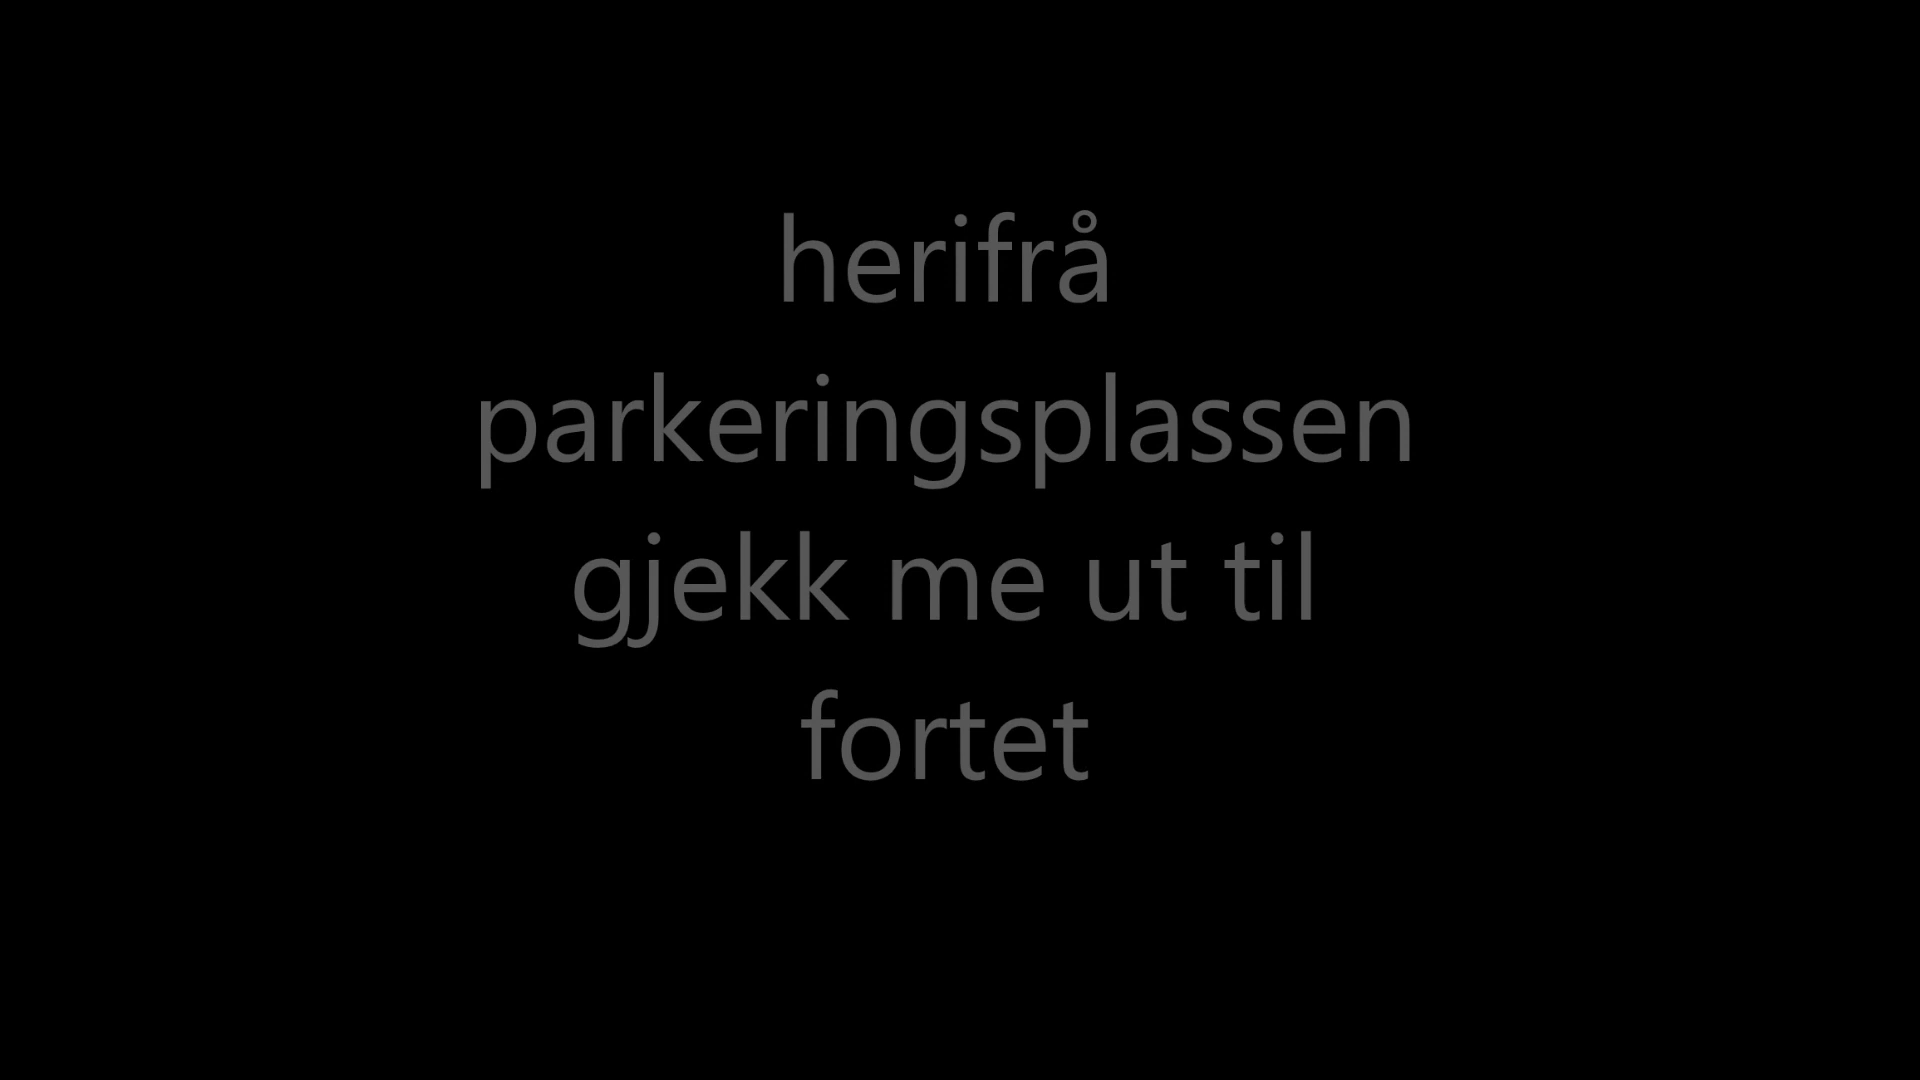 herifrå
parkeringsplassen
gjekk me ut til
fortet